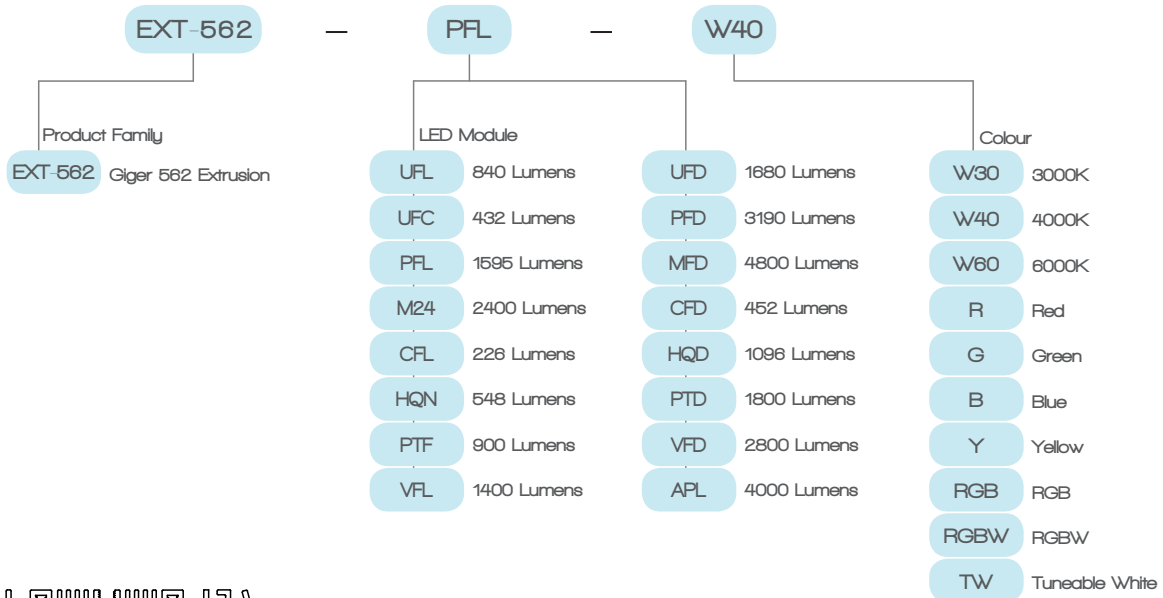 EXT-562 — PFL — W40
Product Family
EXT-562 Giger 562 Extrusion
LED Module
UFL 840 Lumens
UFC 432 Lumens
PFL 1595 Lumens
M24 2400 Lumens
CFL 226 Lumens
HQN 548 Lumens
PTF 900 Lumens
VFL 1400 Lumens
UFD 1680 Lumens
PFD 3190 Lumens
MFD 4800 Lumens
CFD 452 Lumens
HQD 1096 Lumens
PTD 1800 Lumens
VFD 2800 Lumens
APL 4000 Lumens
Colour
W30 3000K
W40 4000K
W60 6000K
R Red
G Green
B Blue
Y Yellow
RGB RGB
RGBW RGBW
TW Tuneable White